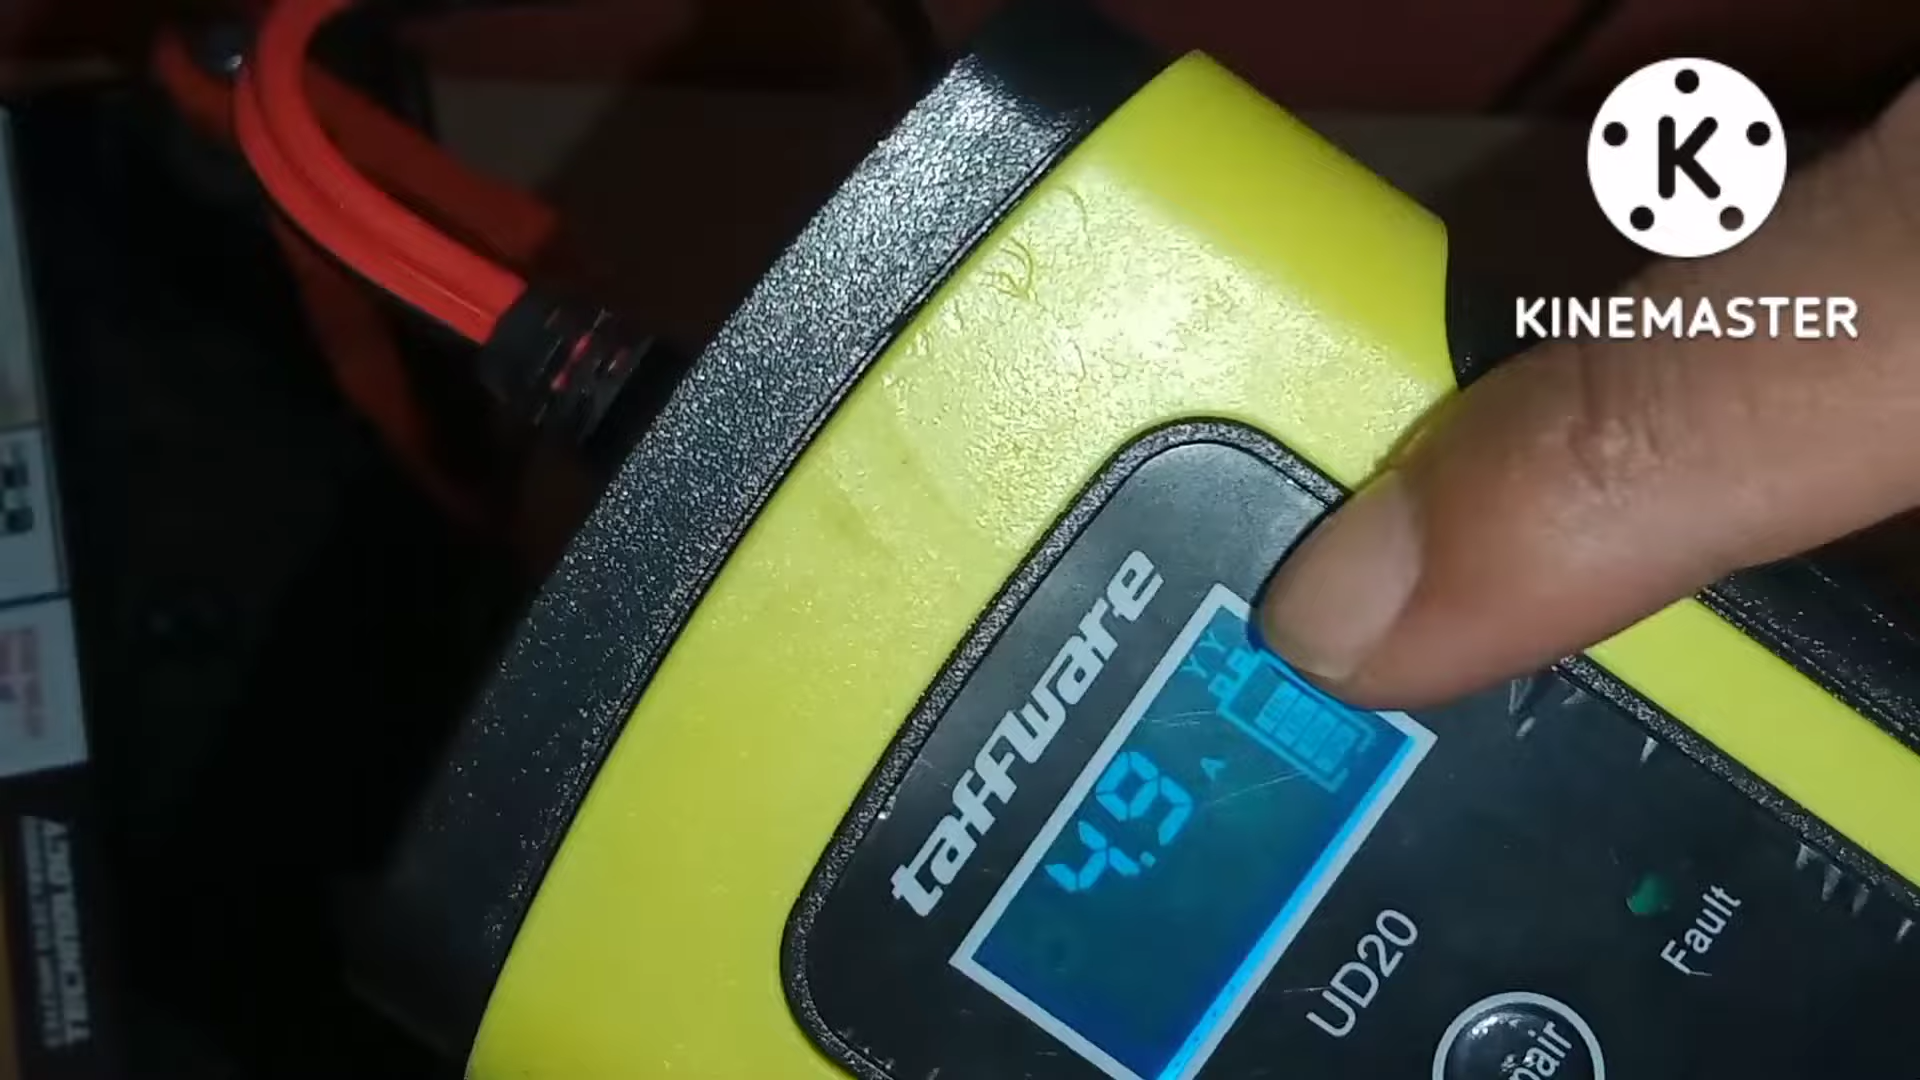 K
KINEMASTER
taffware
4.9 A
UD20
Fault
TECHNOLOGY